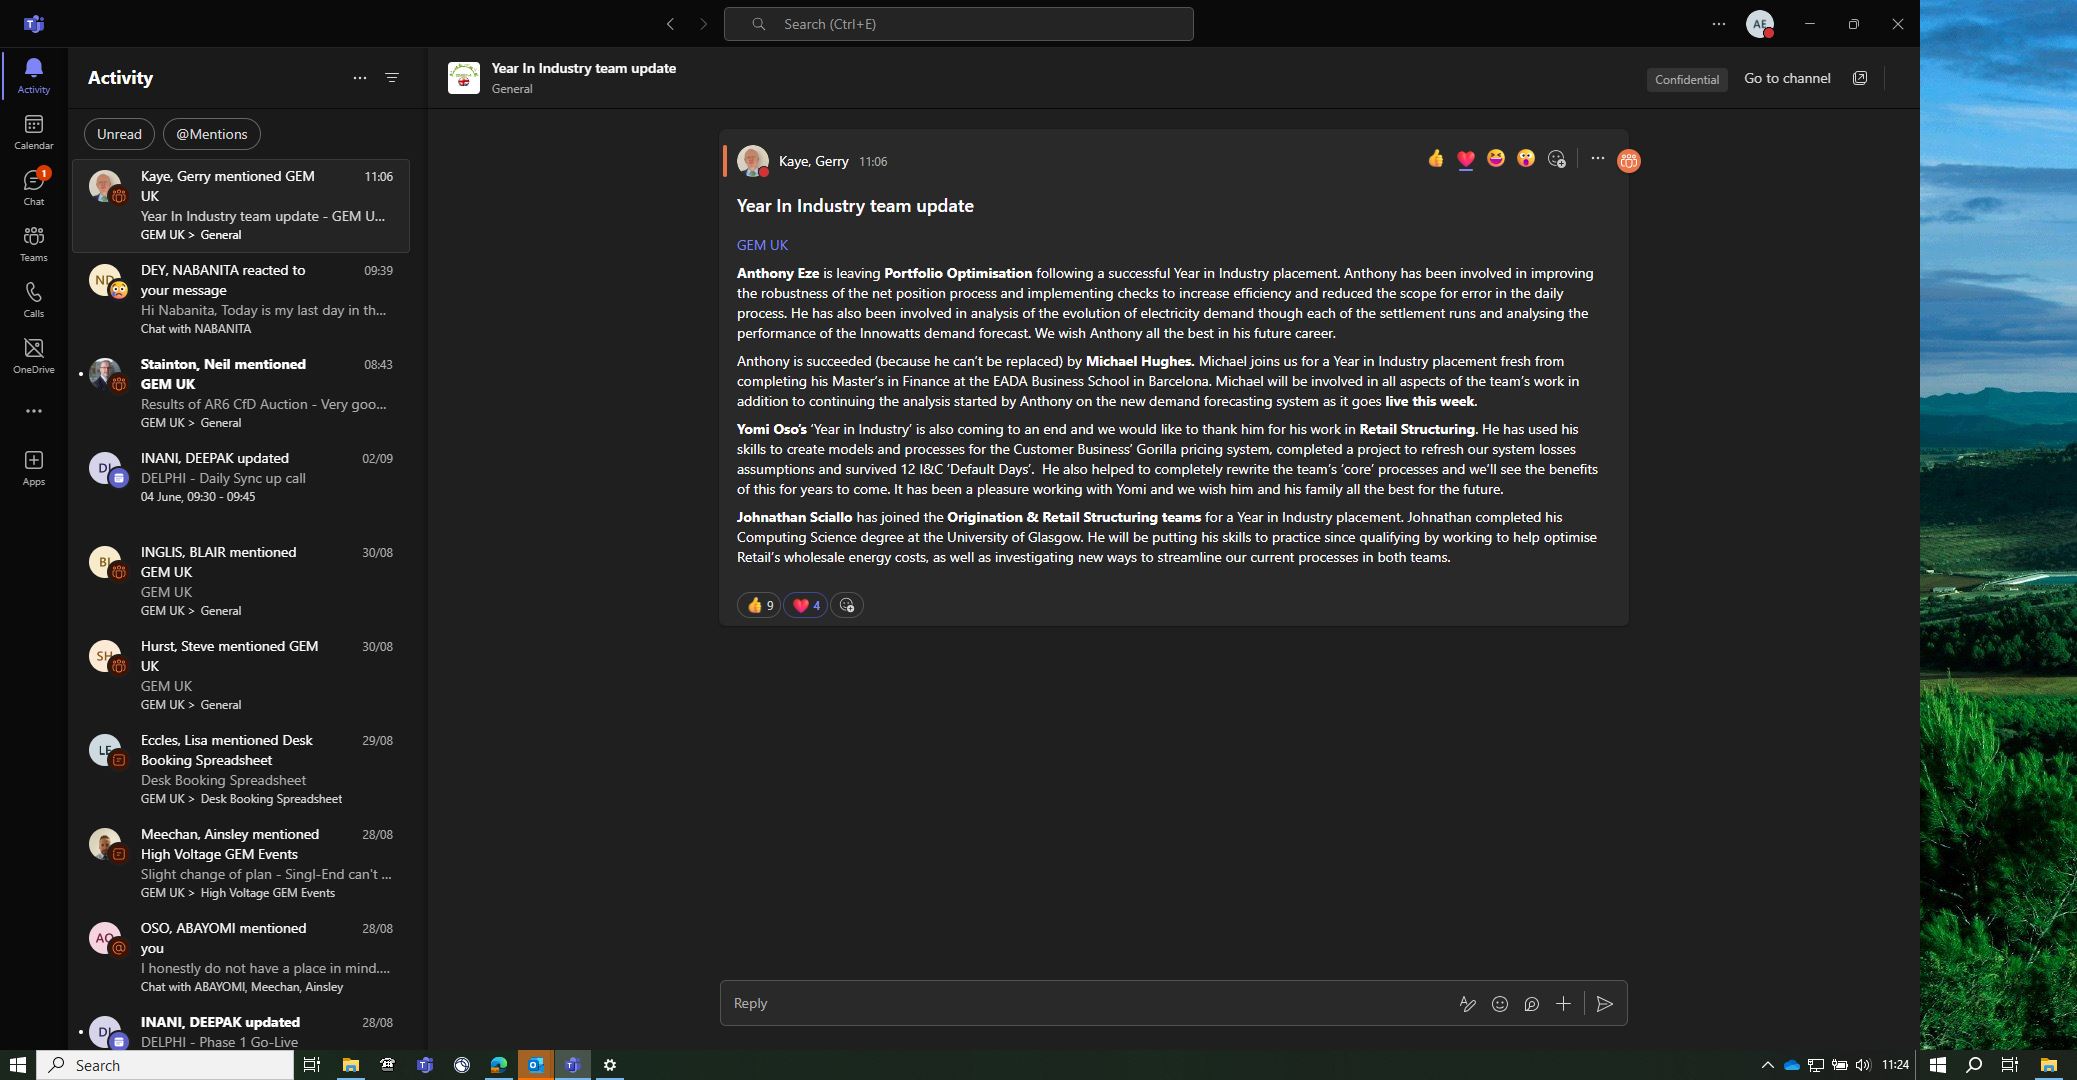 Search (Ctrl+E)
AE
Activity
Calendar
1
Chat
Teams
Calls
OneDrive
Apps
Activity
Unread
@Mentions
Kaye, Gerry mentioned GEM
UK
11:06
Year In Industry team update - GEM U...
GEM UK > General
ND
DEY, NABANITA reacted to
your message
09:39
Hi Nabanita, Today is my last day in th...
Chat with NABANITA
Stainton, Neil mentioned
GEM UK
08:43
Results of AR6 CfD Auction - Very goo...
GEM UK > General
DI
INANI, DEEPAK updated
02/09
DELPHI - Daily Sync up call
04 June, 09:30 - 09:45
BI
INGLIS, BLAIR mentioned
GEM UK
30/08
GEM UK
GEM UK > General
SH
Hurst, Steve mentioned GEM
UK
30/08
GEM UK
GEM UK > General
LE
Eccles, Lisa mentioned Desk
Booking Spreadsheet
29/08
Desk Booking Spreadsheet
GEM UK > Desk Booking Spreadsheet
Meechan, Ainsley mentioned
High Voltage GEM Events
28/08
Slight change of plan - Singl-End can't ...
GEM UK > High Voltage GEM Events
AO
OSO, ABAYOMI mentioned
you
28/08
I honestly do not have a place in mind....
Chat with ABAYOMI, Meechan, Ainsley
DI
INANI, DEEPAK updated
28/08
DELPHI - Phase 1 Go-Live
Year In Industry team update
General
Confidential
Go to channel
Kaye, Gerry 11:06
Year In Industry team update
GEM UK
Anthony Eze is leaving Portfolio Optimisation following a successful Year in Industry placement. Anthony has been involved in improving
the robustness of the net position process and implementing checks to increase efficiency and reduced the scope for error in the daily
process. He has also been involved in analysis of the evolution of electricity demand though each of the settlement runs and analysing the
performance of the Innowatts demand forecast. We wish Anthony all the best in his future career.
Anthony is succeeded (because he can’t be replaced) by Michael Hughes. Michael joins us for a Year in Industry placement fresh from
completing his Master’s in Finance at the EADA Business School in Barcelona. Michael will be involved in all aspects of the team’s work in
addition to continuing the analysis started by Anthony on the new demand forecasting system as it goes live this week.
Yomi Oso’s ‘Year in Industry’ is also coming to an end and we would like to thank him for his work in Retail Structuring. He has used his
skills to create models and processes for the Customer Business’ Gorilla pricing system, completed a project to refresh our system losses
assumptions and survived 12 I&C ‘Default Days’. He also helped to completely rewrite the team’s ‘core’ processes and we’ll see the benefits
of this for years to come. It has been a pleasure working with Yomi and we wish him and his family all the best for the future.
Johnathan Sciallo has joined the Origination & Retail Structuring teams for a Year in Industry placement. Johnathan completed his
Computing Science degree at the University of Glasgow. He will be putting his skills to practice since qualifying by working to help optimise
Retail’s wholesale energy costs, as well as investigating new ways to streamline our current processes in both teams.
9
4
Reply
Search
11:24